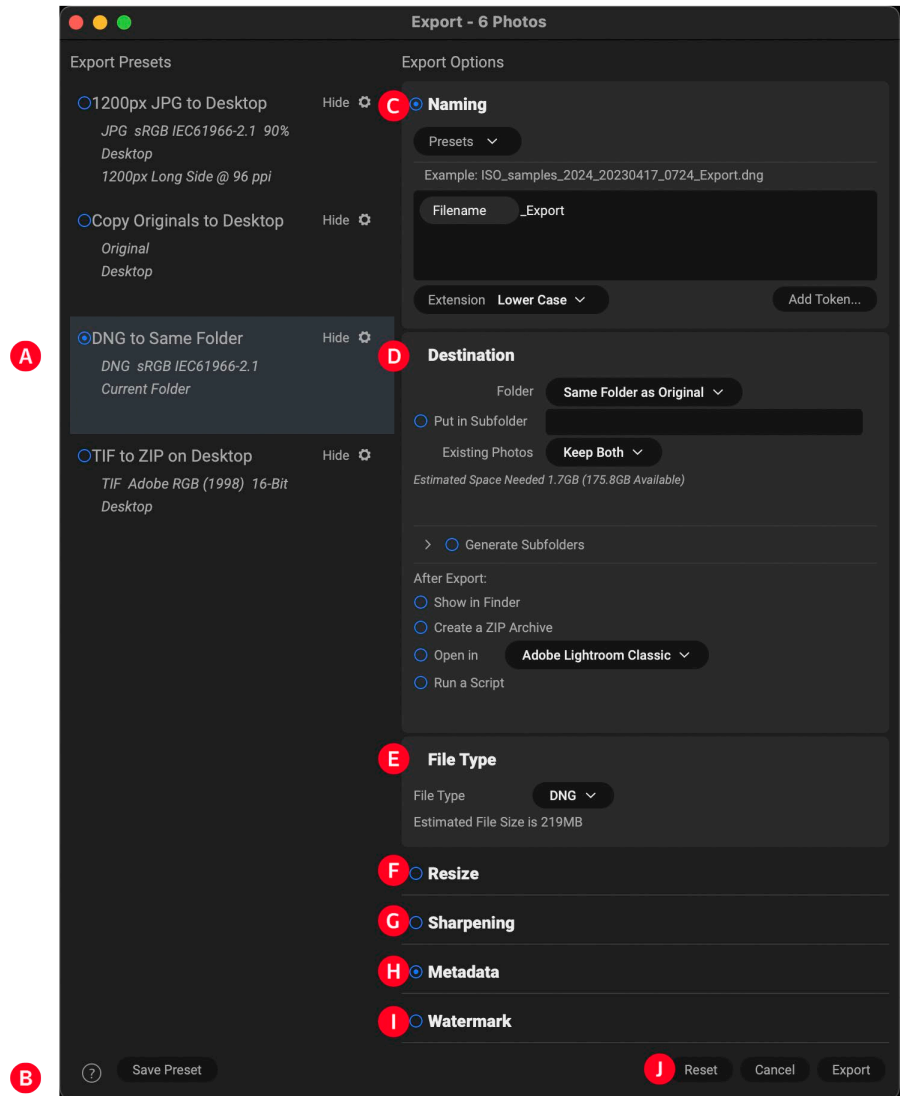 Export - 6 Photos
Export Presets
1200px JPG to Desktop Hide
JPG sRGB IEC61966-2.1 90%
Desktop
1200px Long Side @ 96 ppi
Copy Originals to Desktop Hide
Original
Desktop
A
DNG to Same Folder Hide
DNG sRGB IEC61966-2.1
Current Folder
TIF to ZIP on Desktop Hide
TIF Adobe RGB (1998) 16-Bit
Desktop
Export Options
C Naming
Presets
Example: ISO_samples_2024_20230417_0724_Export.dng
Filename _Export
Extension Lower Case Add Token...
D Destination
Folder Same Folder as Original
Put in Subfolder
Existing Photos Keep Both
Estimated Space Needed 1.7GB (175.8GB Available)
Generate Subfolders
After Export:
Show in Finder
Create a ZIP Archive
Open in Adobe Lightroom Classic
Run a Script
E File Type
File Type DNG
Estimated File Size is 219MB
F Resize
G Sharpening
H Metadata
I Watermark
B ? Save Preset J Reset Cancel Export